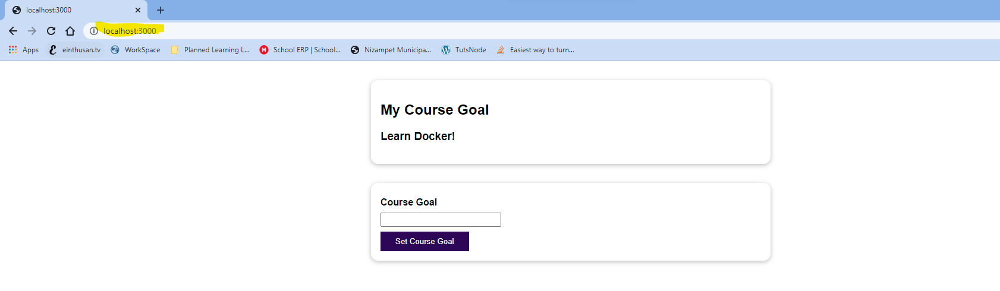 localhost:3000
localhost:3000
Apps einthusan.tv WorkSpace Planned Learning L... School ERP | School... Nizampet Municipa... TutsNode Easiest way to turn...
My Course Goal
Learn Docker!
Course Goal
Set Course Goal